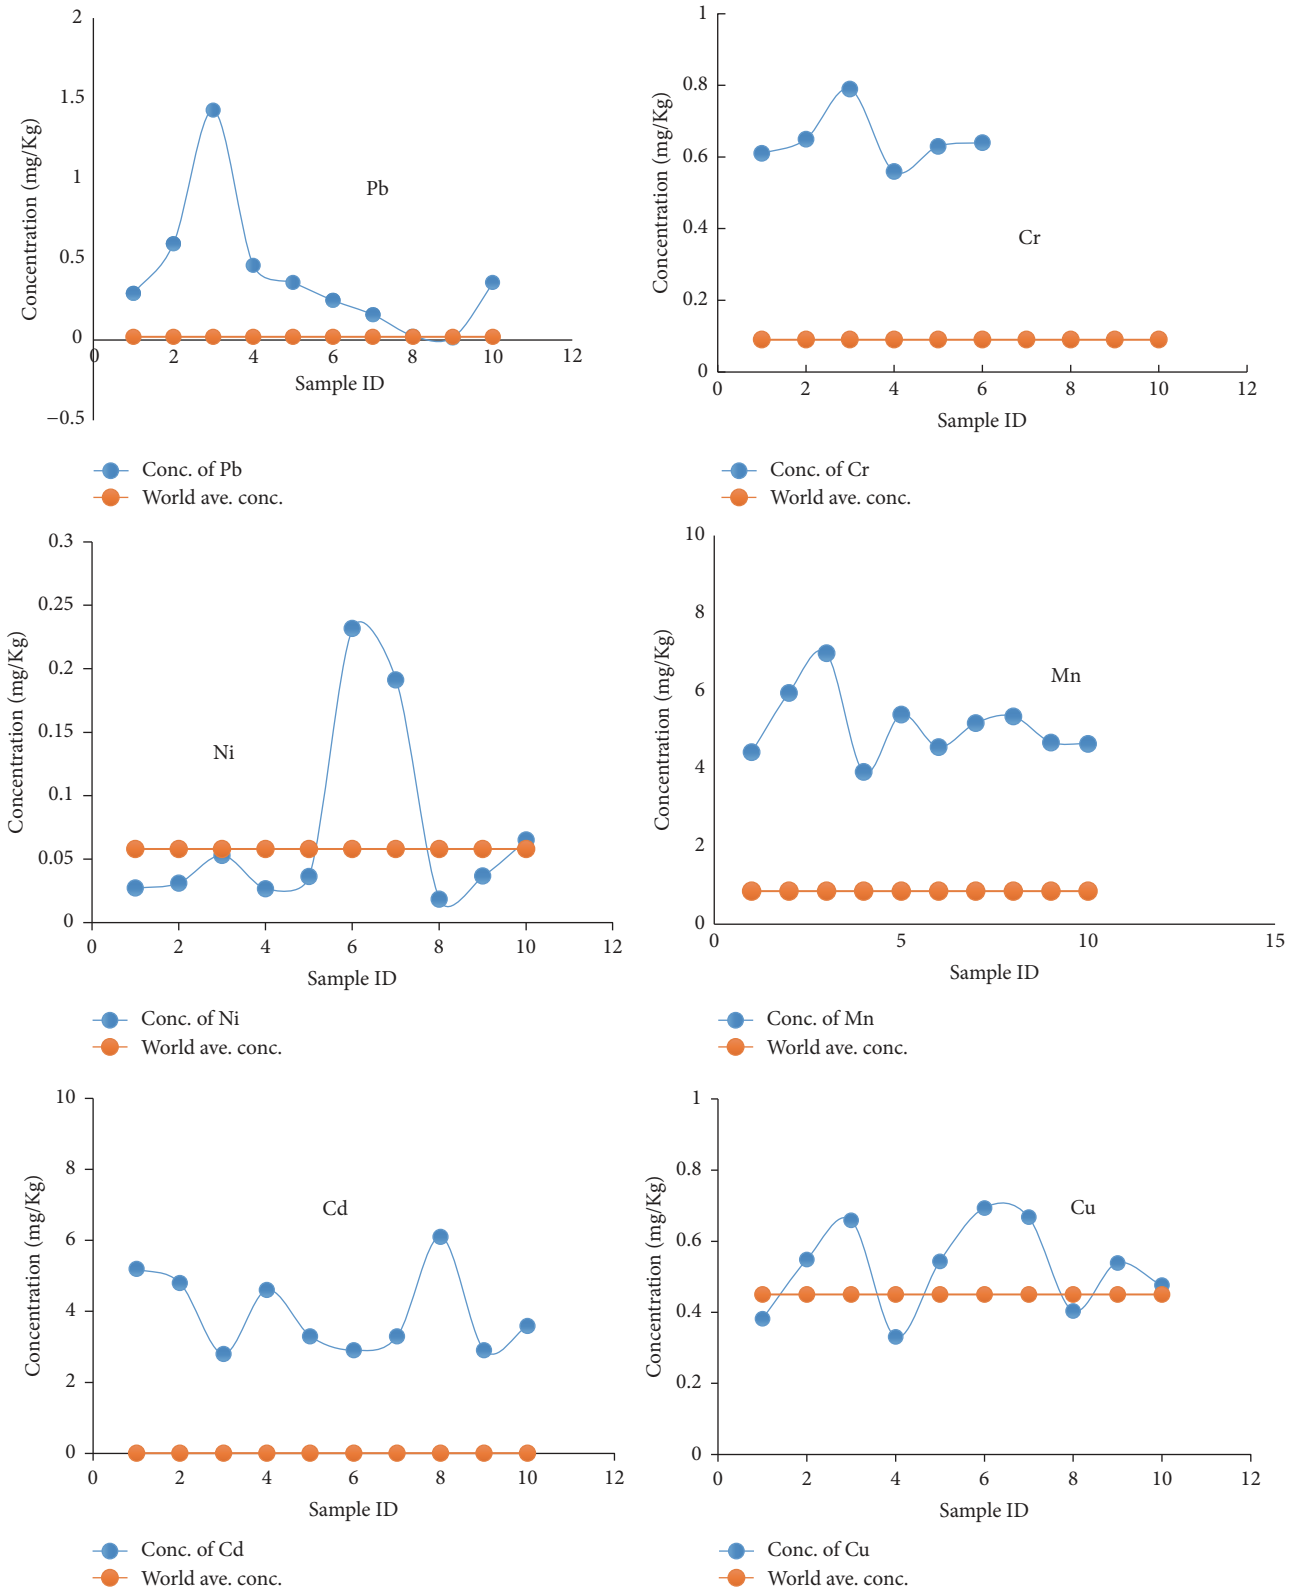 2
1.5
1
0.5
0
−0.5
Concentration (mg/Kg)
Pb
0 2 4 6 8 10 12
Sample ID
Conc. of Pb
World ave. conc.
1
0.8
0.6
0.4
0.2
0
Concentration (mg/Kg)
Cr
0 2 4 6 8 10 12
Sample ID
Conc. of Cr
World ave. conc.
0.3
0.25
0.2
0.15
0.1
0.05
0
Concentration (mg/Kg)
Ni
0 2 4 6 8 10 12
Sample ID
Conc. of Ni
World ave. conc.
10
8
6
4
2
0
Concentration (mg/Kg)
Mn
0 5 10 15
Sample ID
Conc. of Mn
World ave. conc.
10
8
6
4
2
0
Concentration (mg/Kg)
Cd
0 2 4 6 8 10 12
Sample ID
Conc. of Cd
World ave. conc.
1
0.8
0.6
0.4
0.2
0
Concentration (mg/Kg)
Cu
0 2 4 6 8 10 12
Sample ID
Conc. of Cu
World ave. conc.